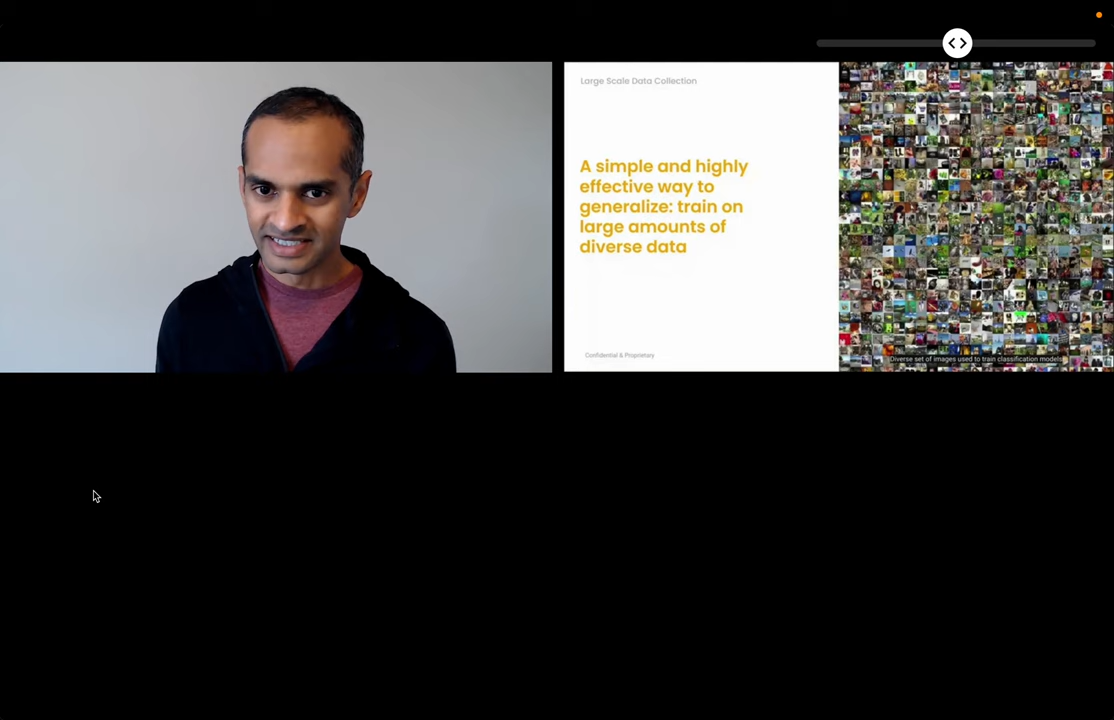 Large Scale Data Collection
A simple and highly
effective way to
generalize: train on
large amounts of
diverse data
Confidential & Proprietary
Diverse set of images used to train classification models